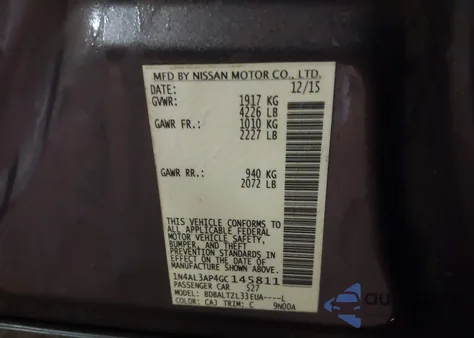 MFD BY NISSAN MOTOR CO., LTD.
DATE: 12/15
GVWR: 1917 KG
4226 LB
GAWR FR.: 1010 KG
2227 LB
GAWR RR.: 940 KG
2072 LB
THIS VEHICLE CONFORMS TO
ALL APPLICABLE FEDERAL
MOTOR VEHICLE SAFETY,
BUMPER, AND THEFT
PREVENTION STANDARDS IN
EFFECT ON THE DATE OF
MANUFACTURE SHOWN ABOVE.
1N4AL3AP4GC145811
PASSENGER CAR S27
MODEL: BDBALTZL33EUA----L
COLOR: CAJ TRIM: C 9N00A